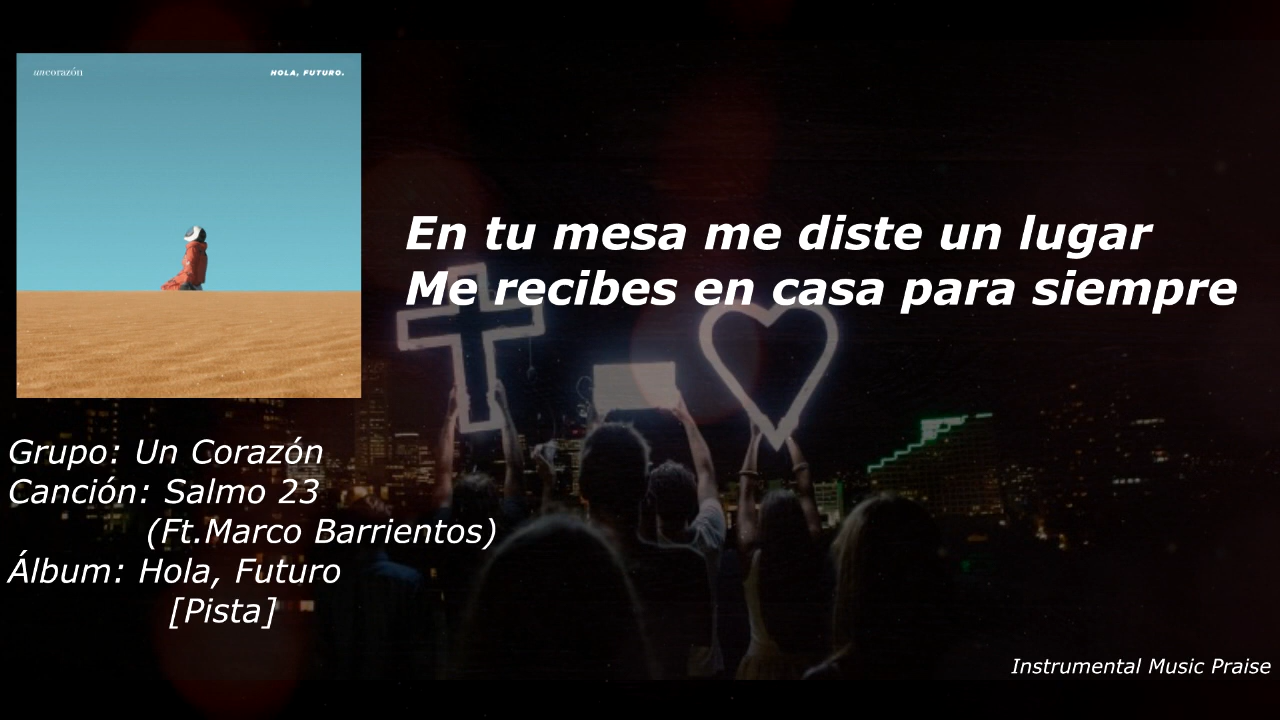 uncorazón
HOLA, FUTURO.
En tu mesa me diste un lugar
Me recibes en casa para siempre
Grupo: Un Corazón
Canción: Salmo 23
(Ft.Marco Barrientos)
Álbum: Hola, Futuro
[Pista]
Instrumental Music Praise